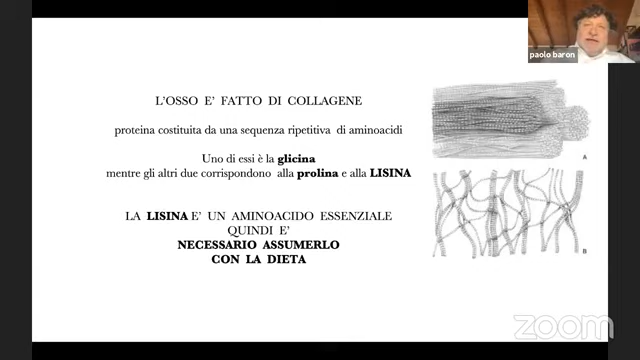 paolo baron
L'OSSO E' FATTO DI COLLAGENE
proteina costituita da una sequenza ripetitiva di aminoacidi
Uno di essi è la glicina
mentre gli altri due corrispondono alla prolina e alla LISINA
LA LISINA E' UN AMINOACIDO ESSENZIALE
QUINDI E'
NECESSARIO ASSUMERLO
CON LA DIETA
A
B
zoom